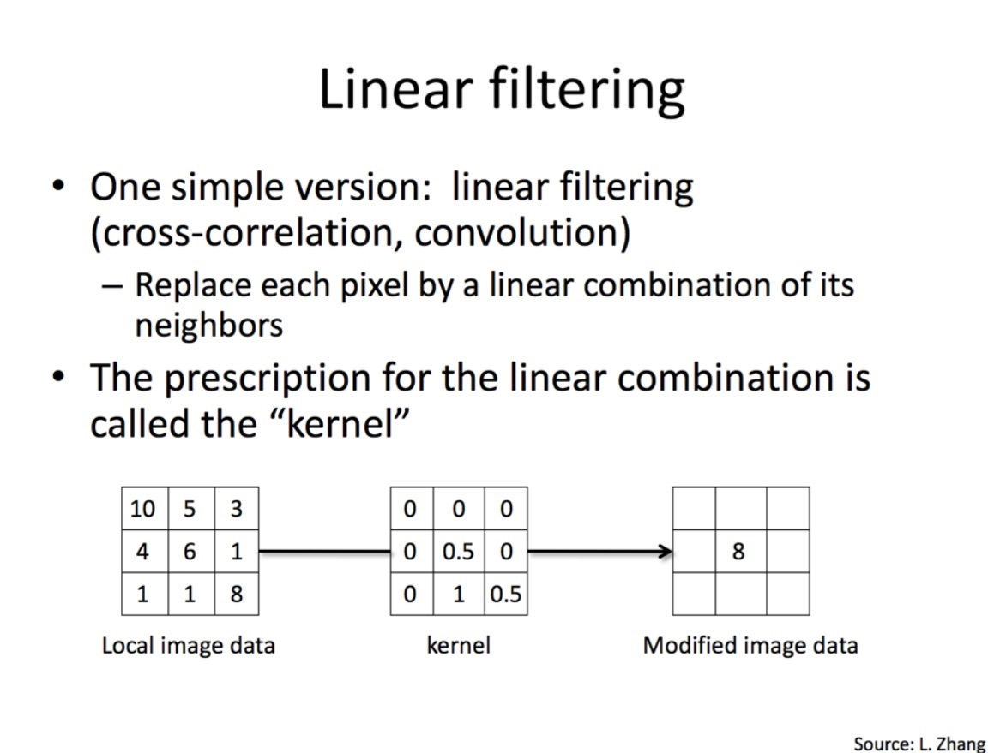 Linear filtering
• One simple version:  linear filtering
(cross-correlation, convolution)
– Replace each pixel by a linear combination of its
neighbors
• The prescription for the linear combination is
called the “kernel”
10 5 3
4 6 1
1 1 8
Local image data
0 0 0
0 0.5 0
0 1 0.5
kernel
8
Modified image data
Source: L. Zhang